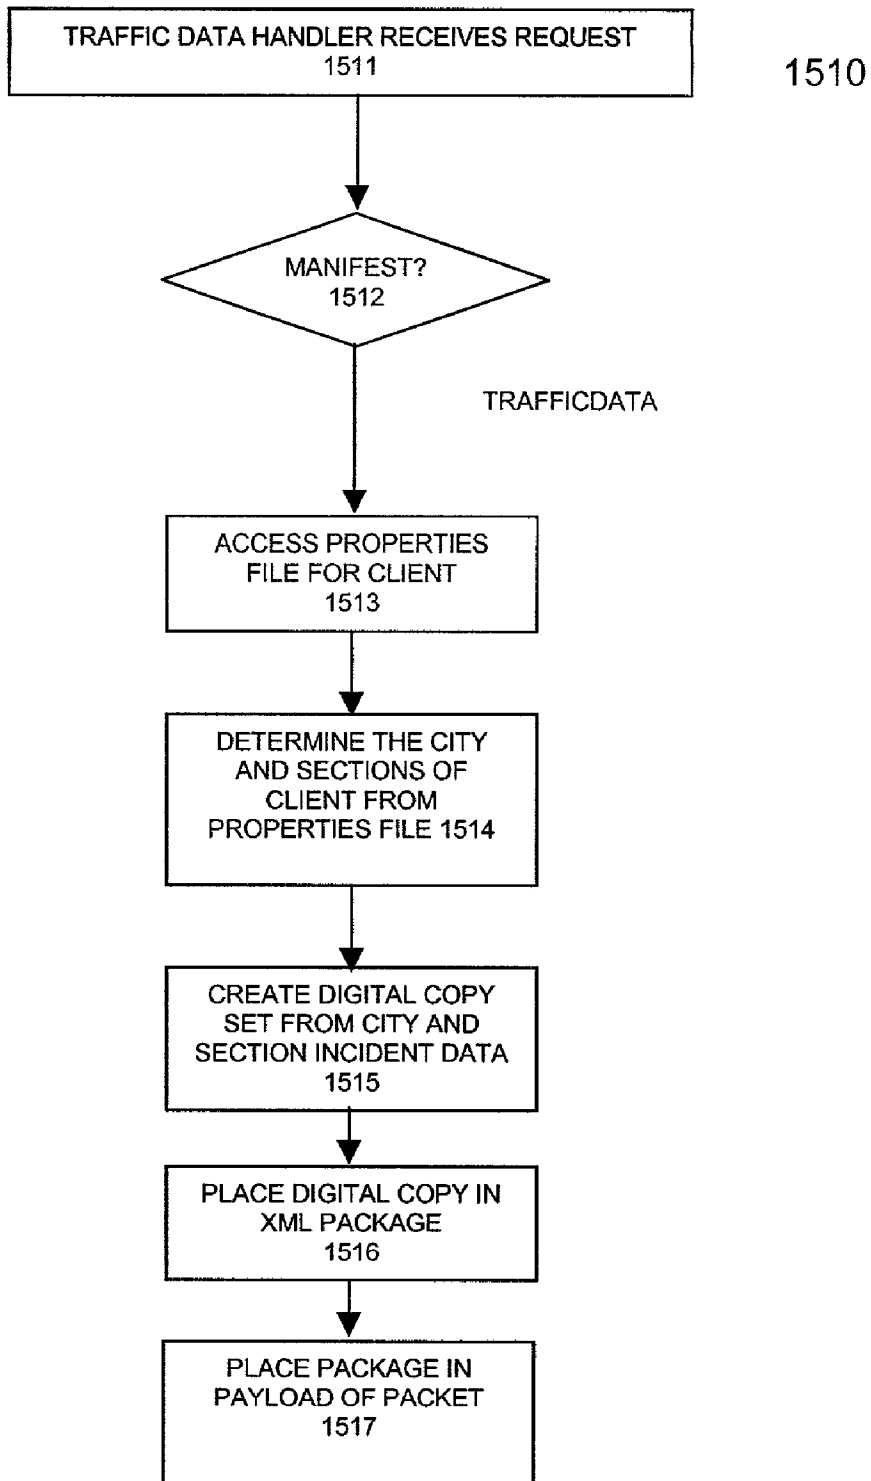 TRAFFIC DATA HANDLER RECEIVES REQUEST
1511
1510
MANIFEST?
1512
TRAFFICDATA
ACCESS PROPERTIES
FILE FOR CLIENT
1513
DETERMINE THE CITY
AND SECTIONS OF
CLIENT FROM
PROPERTIES FILE 1514
CREATE DIGITAL COPY
SET FROM CITY AND
SECTION INCIDENT DATA
1515
PLACE DIGITAL COPY IN
XML PACKAGE
1516
PLACE PACKAGE IN
PAYLOAD OF PACKET
1517